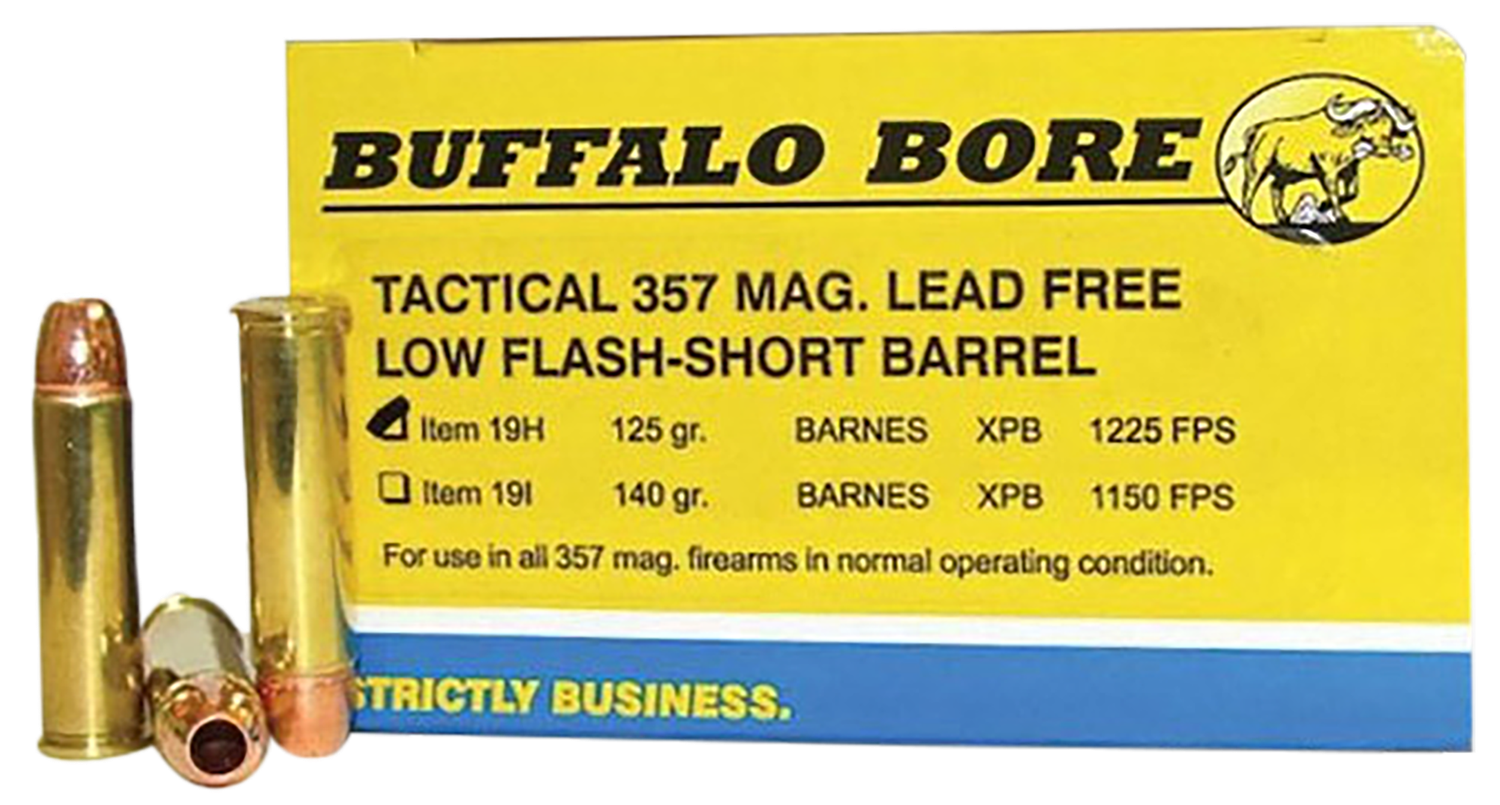 BUFFALO BORE
TACTICAL 357 MAG. LEAD FREE
LOW FLASH-SHORT BARREL
Item 19H 125 gr. BARNES XPB 1225 FPS
Item 19I 140 gr. BARNES XPB 1150 FPS
For use in all 357 mag. firearms in normal operating condition.
STRICTLY BUSINESS.